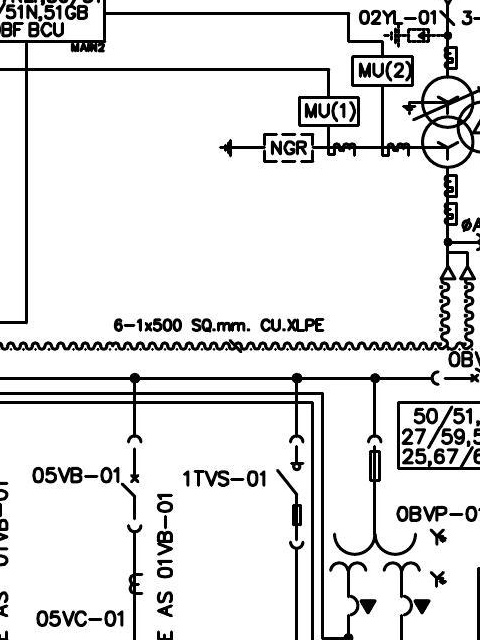 /51N,51GB
BF BCU
MAIN2
02YL-01
3-
MU(2)
MU(1)
NGR
6-1x500 SQ.mm. CU.XLPE
50/51,
27/59,5
25,67/6
05VB-01
1TVS-01
0BVP-01
05VC-01
E AS 01VB-01
E AS 01VB-01